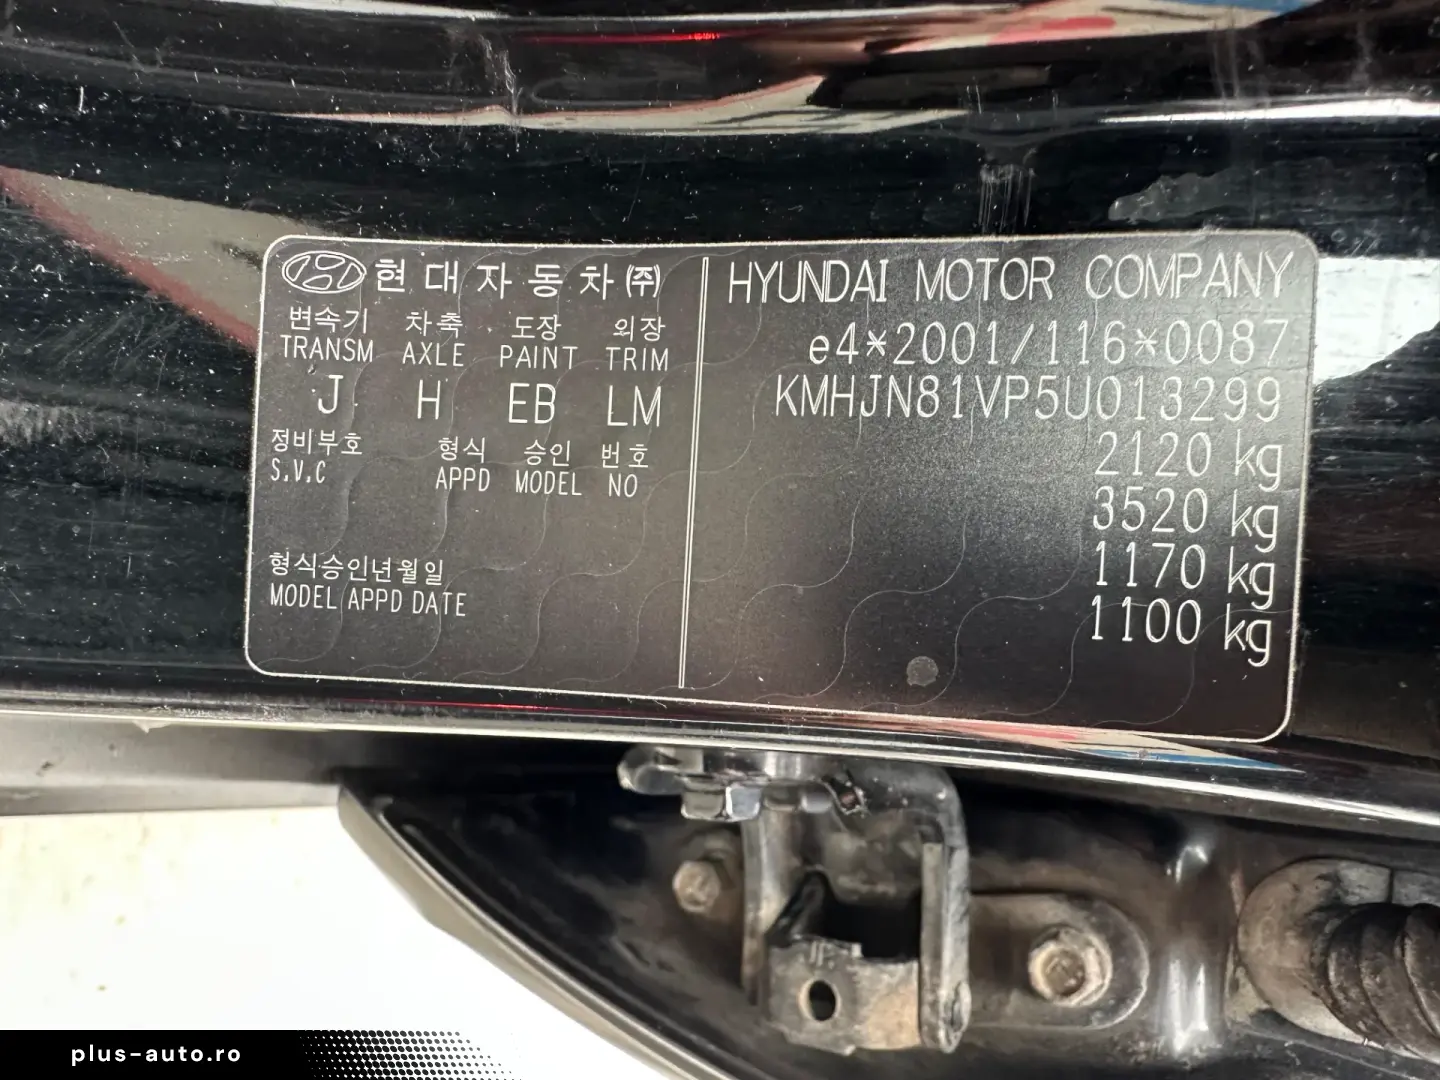 현대자동차(주)
변속기 차축 도장 외장
TRANSM AXLE PAINT TRIM
J H EB LM
정비부호 형식 승인 번호
S.V.C APPD MODEL NO
형식승인년월일
MODEL APPD DATE
HYUNDAI MOTOR COMPANY
e4*2001/116*0087
KMHJN81VP5U013299
2120 kg
3520 kg
1170 kg
1100 kg
plus-auto.ro